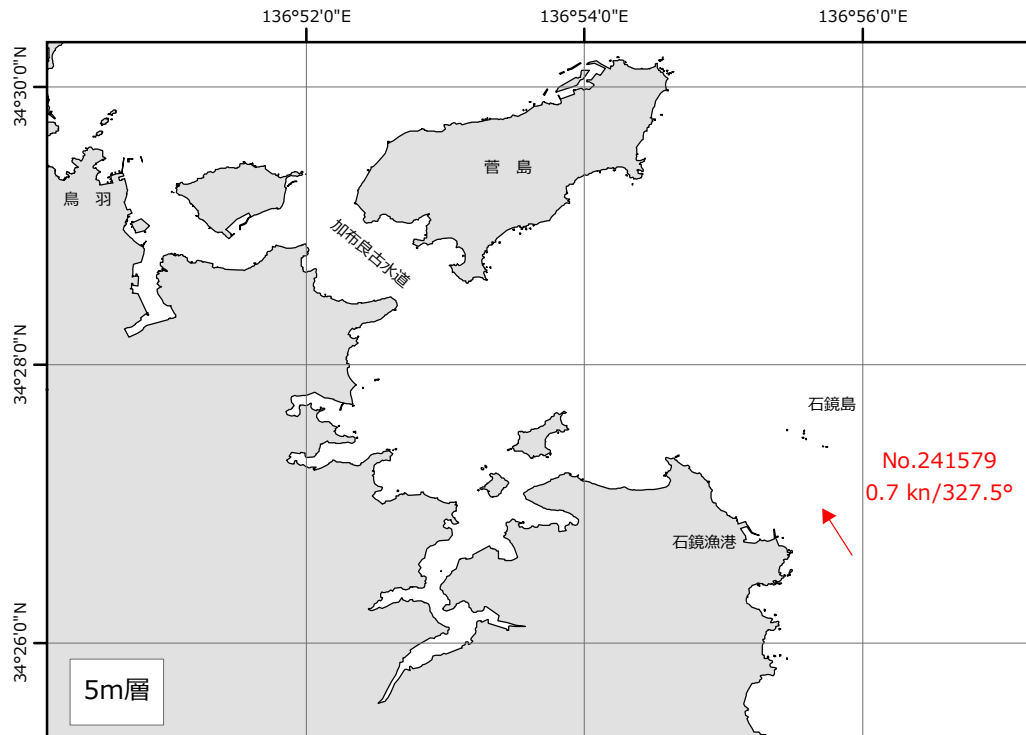 136°52'0"E
136°54'0"E
136°56'0"E
34°30'0"N
菅 島
鳥 羽
加布良古水道
34°28'0"N
石鏡島
No.241579
0.7 kn/327.5°
石鏡漁港
34°26'0"N
5m層